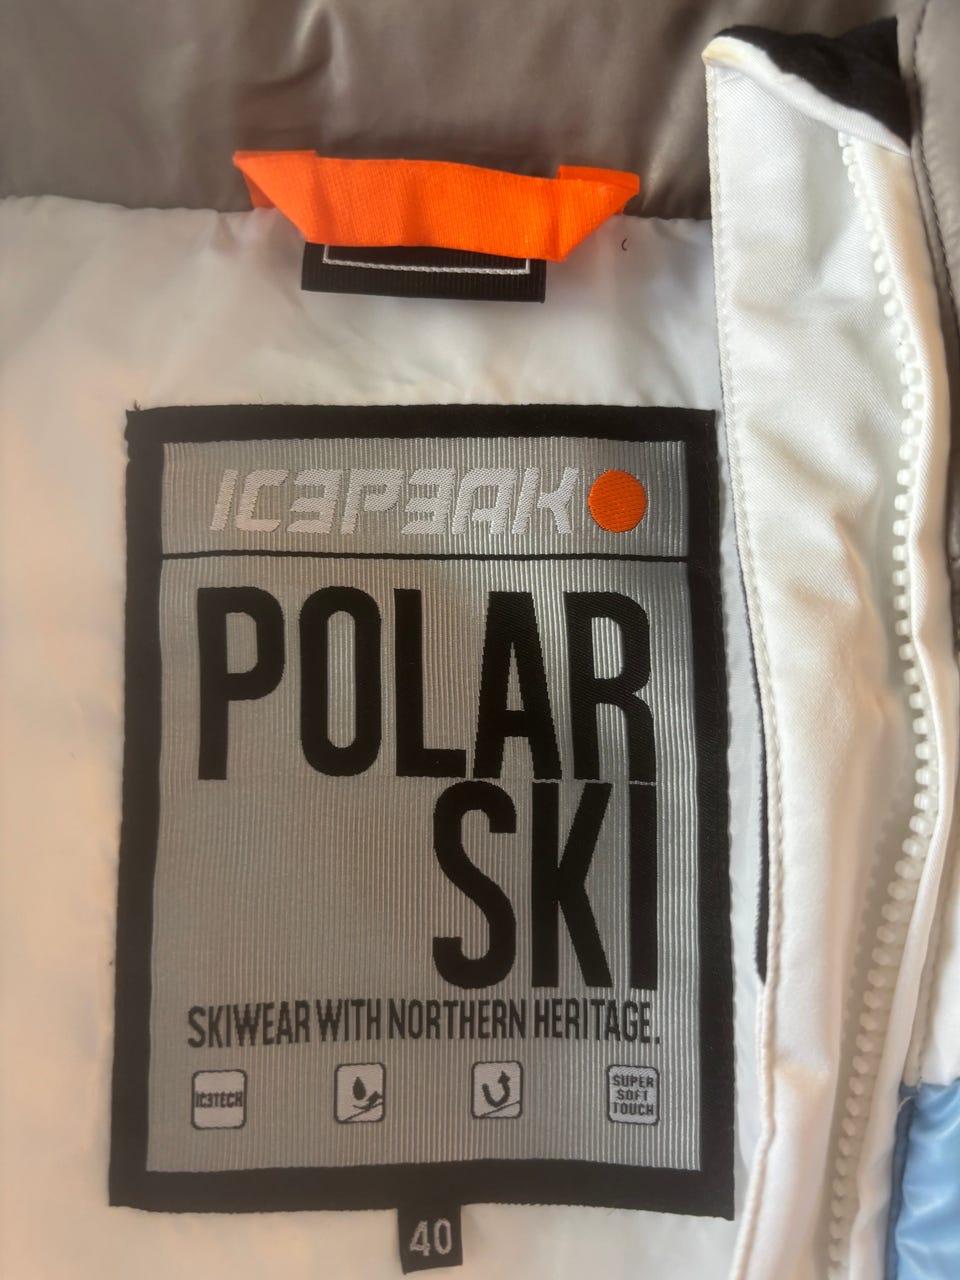 ICEPEAK
POLAR
SKI
SKIWEAR WITH NORTHERN HERITAGE.
ICETECH
SUPER
SOFT
TOUCH
40